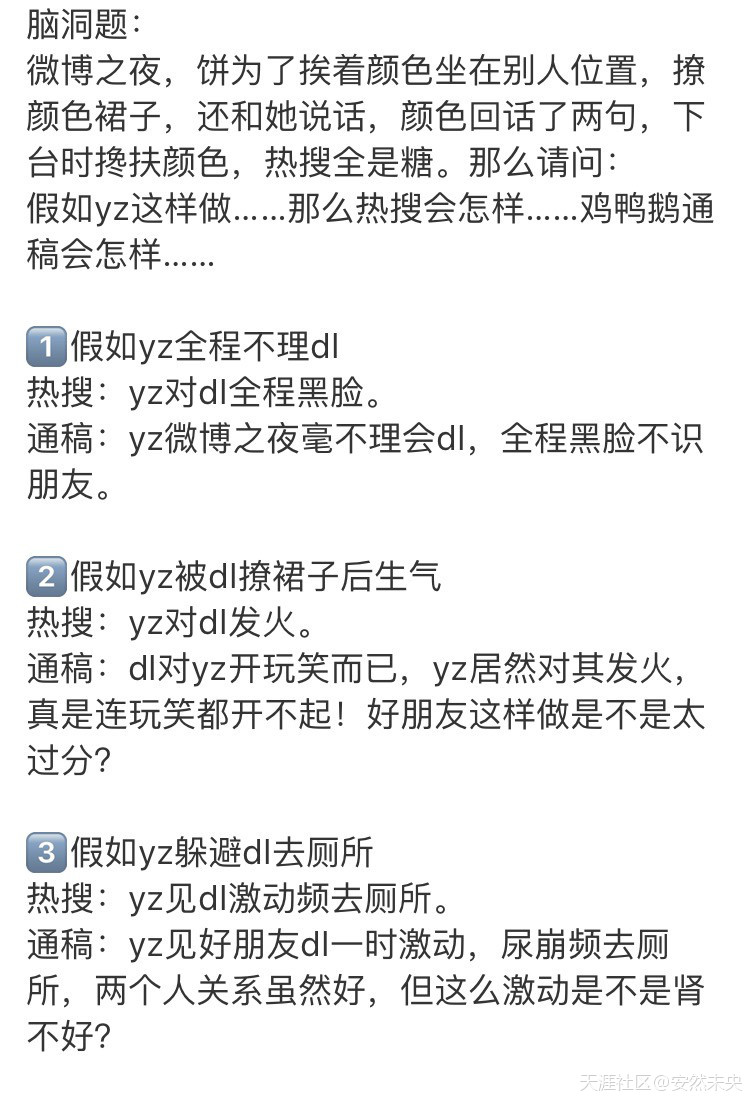 脑洞题：
微博之夜，饼为了挨着颜色坐在别人位置，撩
颜色裙子，还和她说话，颜色回话了两句，下
台时搀扶颜色，热搜全是糖。那么请问：
假如yz这样做……那么热搜会怎样……鸡鸭鹅通
稿会怎样……
1假如yz全程不理dl
热搜：yz对dl全程黑脸。
通稿：yz微博之夜毫不理会dl，全程黑脸不识
朋友。
2假如yz被dl撩裙子后生气
热搜：yz对dl发火。
通稿：dl对yz开玩笑而已，yz居然对其发火，
真是连玩笑都开不起！好朋友这样做是不是太
过分？
3假如yz躲避dl去厕所
热搜：yz见dl激动频去厕所。
通稿：yz见好朋友dl一时激动，尿崩频去厕
所，两个人关系虽然好，但这么激动是不是肾
不好？
天涯社区@安然未央